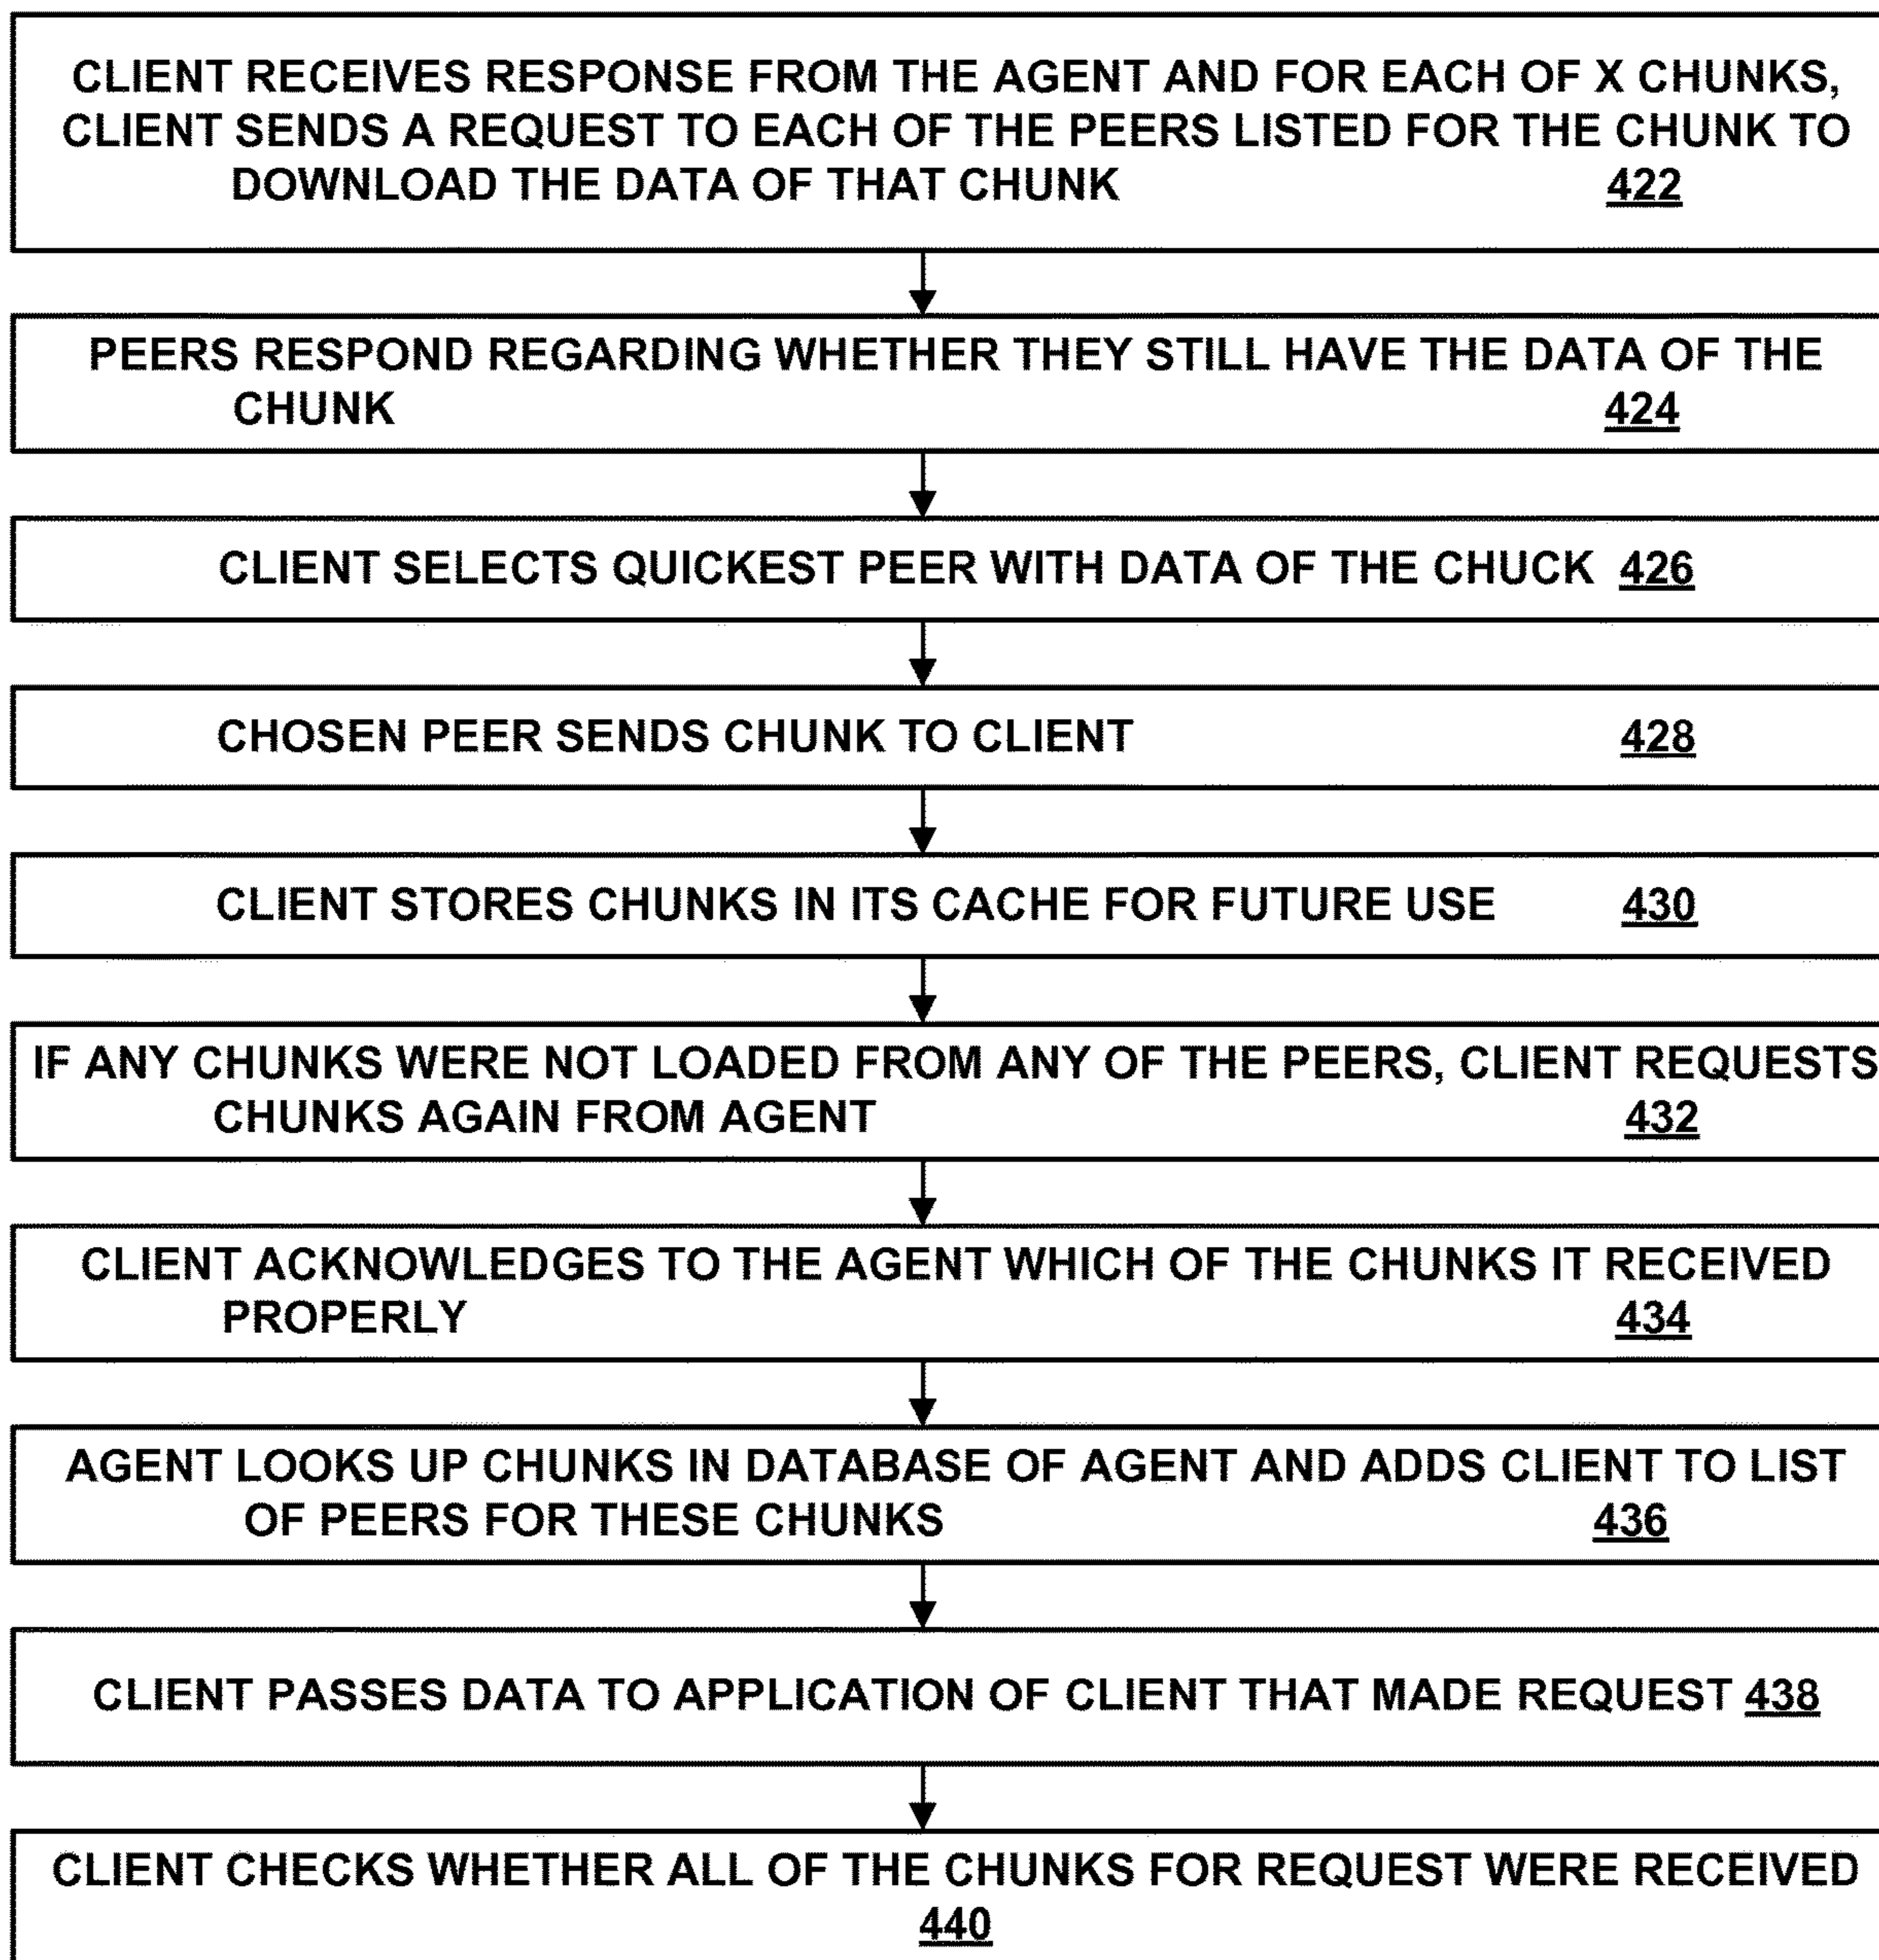 CLIENT RECEIVES RESPONSE FROM THE AGENT AND FOR EACH OF X CHUNKS,
CLIENT SENDS A REQUEST TO EACH OF THE PEERS LISTED FOR THE CHUNK TO
DOWNLOAD THE DATA OF THAT CHUNK 422
PEERS RESPOND REGARDING WHETHER THEY STILL HAVE THE DATA OF THE
CHUNK 424
CLIENT SELECTS QUICKEST PEER WITH DATA OF THE CHUCK 426
CHOSEN PEER SENDS CHUNK TO CLIENT 428
CLIENT STORES CHUNKS IN ITS CACHE FOR FUTURE USE 430
IF ANY CHUNKS WERE NOT LOADED FROM ANY OF THE PEERS, CLIENT REQUESTS
CHUNKS AGAIN FROM AGENT 432
CLIENT ACKNOWLEDGES TO THE AGENT WHICH OF THE CHUNKS IT RECEIVED
PROPERLY 434
AGENT LOOKS UP CHUNKS IN DATABASE OF AGENT AND ADDS CLIENT TO LIST
OF PEERS FOR THESE CHUNKS 436
CLIENT PASSES DATA TO APPLICATION OF CLIENT THAT MADE REQUEST 438
CLIENT CHECKS WHETHER ALL OF THE CHUNKS FOR REQUEST WERE RECEIVED
440